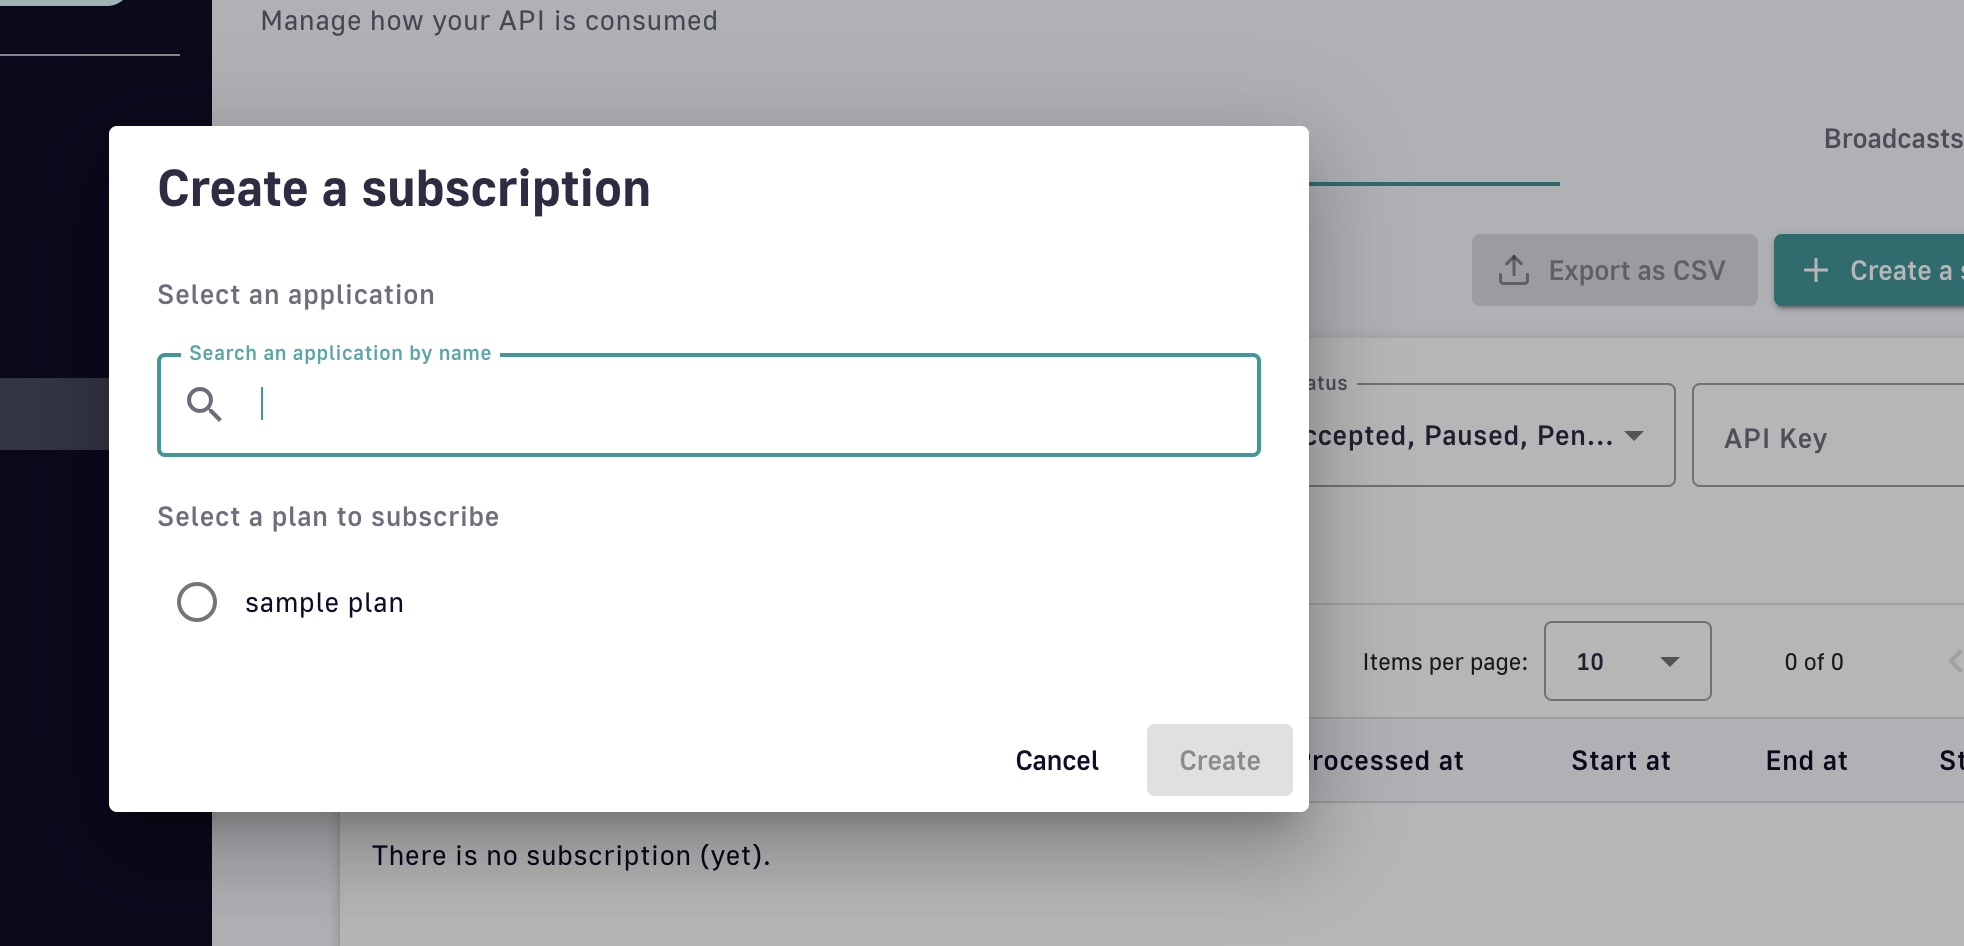 Manage how your API is consumed
Broadcasts
Create a subscription
Export as CSV
Create a
Select an application
Search an application by name
atus
ccepted, Paused, Pen...
API Key
Select a plan to subscribe
sample plan
Items per page:
10
0 of 0
Cancel
Create
rocessed at
Start at
End at
St
There is no subscription (yet).